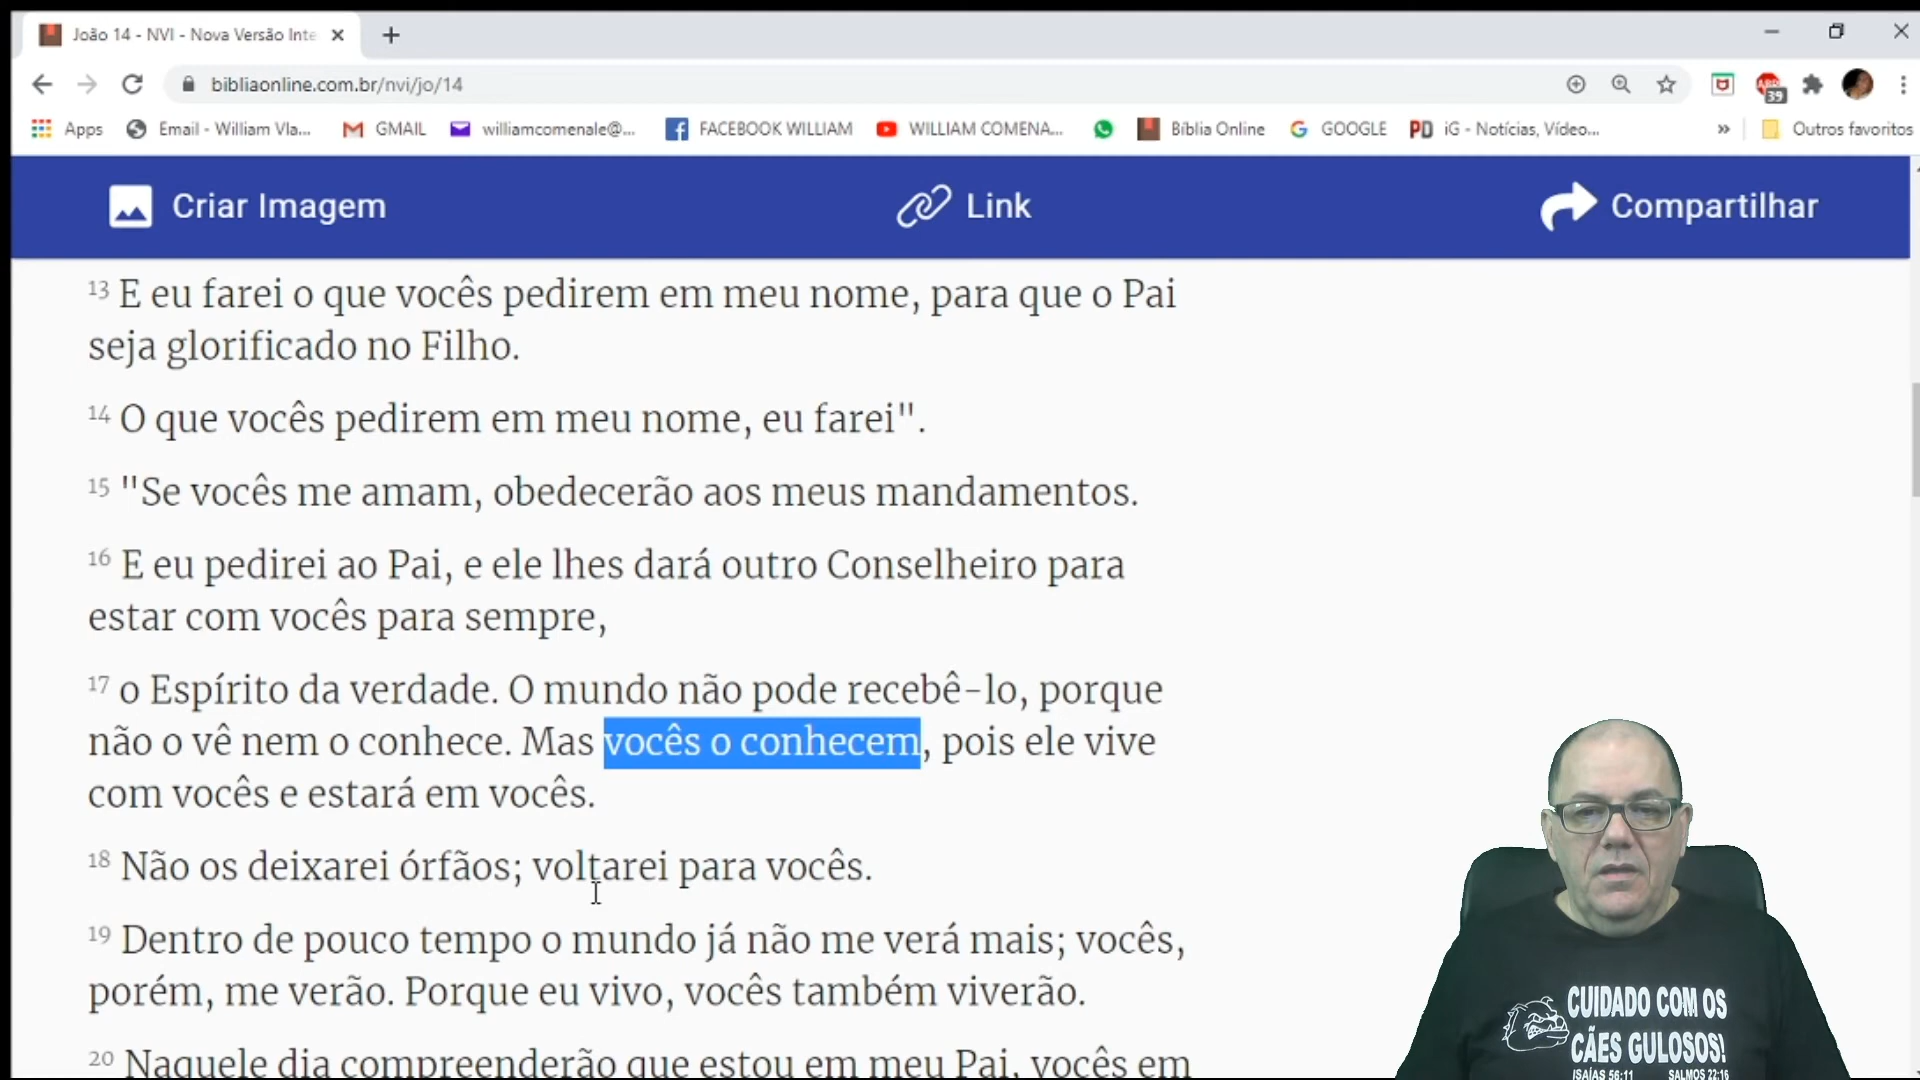 João 14 - NVI - Nova Versão Inte
bibliaonline.com.br/nvi/jo/14
39
Apps
Email - William Vla...
GMAIL
williamcomenale@...
FACEBOOK WILLIAM
WILLIAM COMENA...
Bíblia Online
GOOGLE
PD iG - Notícias, Vídeo...
»
Outros favoritos
Criar Imagem
Link
Compartilhar
13 E eu farei o que vocês pedirem em meu nome, para que o Pai
seja glorificado no Filho.
14 O que vocês pedirem em meu nome, eu farei".
15 "Se vocês me amam, obedecerão aos meus mandamentos.
16 E eu pedirei ao Pai, e ele lhes dará outro Conselheiro para
estar com vocês para sempre,
17 o Espírito da verdade. O mundo não pode recebê-lo, porque
não o vê nem o conhece. Mas vocês o conhecem, pois ele vive
com vocês e estará em vocês.
18 Não os deixarei órfãos; voltarei para vocês.
19 Dentro de pouco tempo o mundo já não me verá mais; vocês,
porém, me verão. Porque eu vivo, vocês também viverão.
20 Naquele dia compreenderão que estou em meu Pai, vocês em
CUIDADO COM OS
CÃES GULOSOS!
ISAÍAS 56:11 SALMOS 22:16